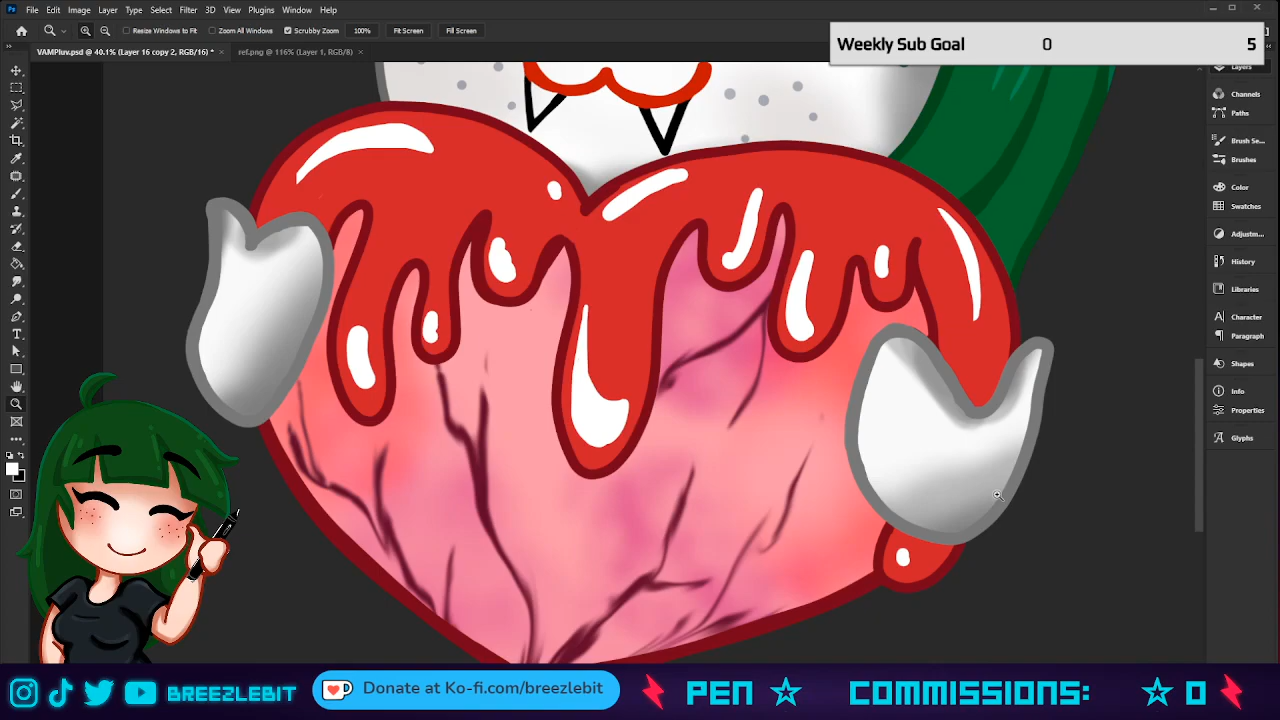 Ps File Edit Image Layer Type Select Filter 3D View Plugins Window Help
Resize Windows to Fit Zoom All Windows Scrubby Zoom 100% Fit Screen Fill Screen
VAMPluv.psd @ 40.1% (Layer 16 copy 2, RGB/16) * × ref.png @ 116% (Layer 1, RGB/8) ×
Weekly Sub Goal 0 5
Layers
Channels
Paths
Brush Se...
Brushes
Color
Swatches
Adjustm...
History
Libraries
Character
Paragraph
Shapes
Info
Properties
Glyphs
BREEZLEBIT Donate at Ko-fi.com/breezlebit PEN COMMISSIONS: 0